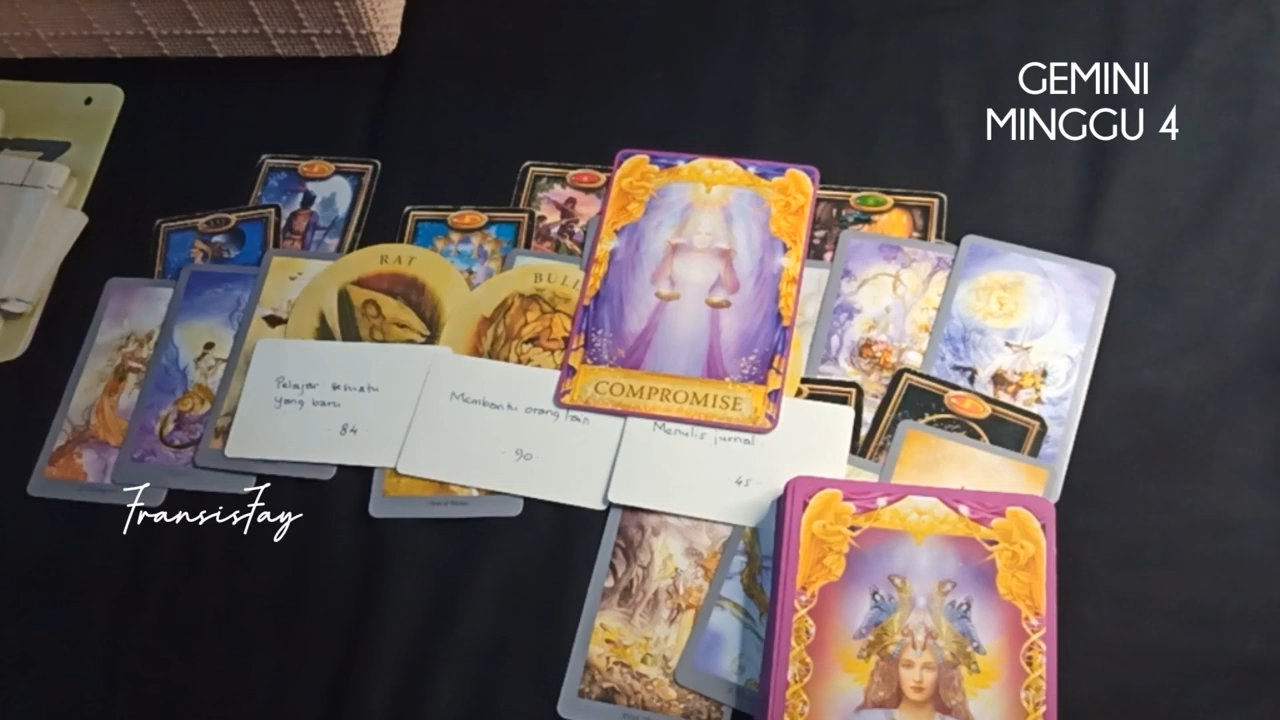 GEMINI
MINGGU 4
RAT
BULL
COMPROMISE
Pelajar sesuatu
yang baru
- 84 -
Membantu orang lain
- 90 -
Menulis jurnal
45
FransisFay